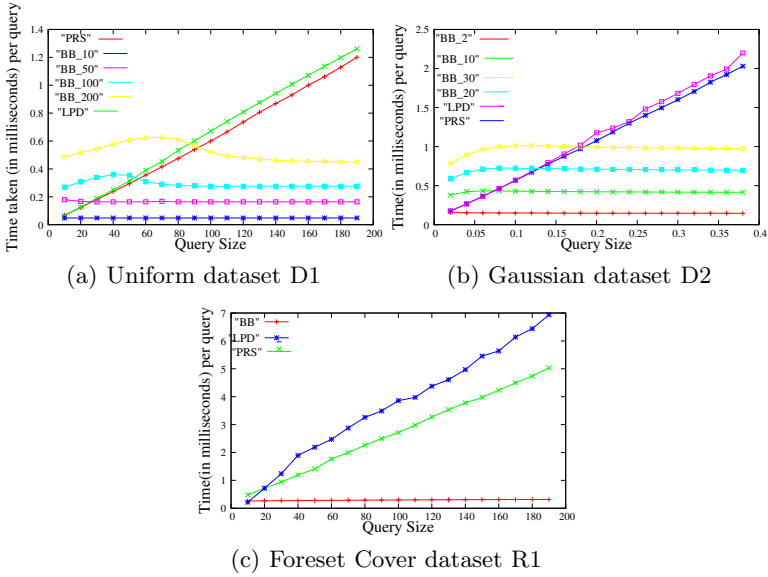 Time taken (in milliseconds) per query
1.4
1.2
1
0.8
0.6
0.4
0.2
0
"PRS"
"BB_10"
"BB_50"
"BB_100"
"BB_200"
"LPD"
0 20 40 60 80 100 120 140 160 180 200
Query Size
(a) Uniform dataset D1
Time(in milliseconds) per query
2.5
2
1.5
1
0.5
0
"BB_2"
"BB_10"
"BB_30"
"BB_20"
"LPD"
"PRS"
0 0.05 0.1 0.15 0.2 0.25 0.3 0.35 0.4
Query Size
(b) Gaussian dataset D2
Time(in milliseconds) per query
7
6
5
4
3
2
1
0
"BB"
"LPD"
"PRS"
0 20 40 60 80 100 120 140 160 180 200
Query Size
(c) Foreset Cover dataset R1